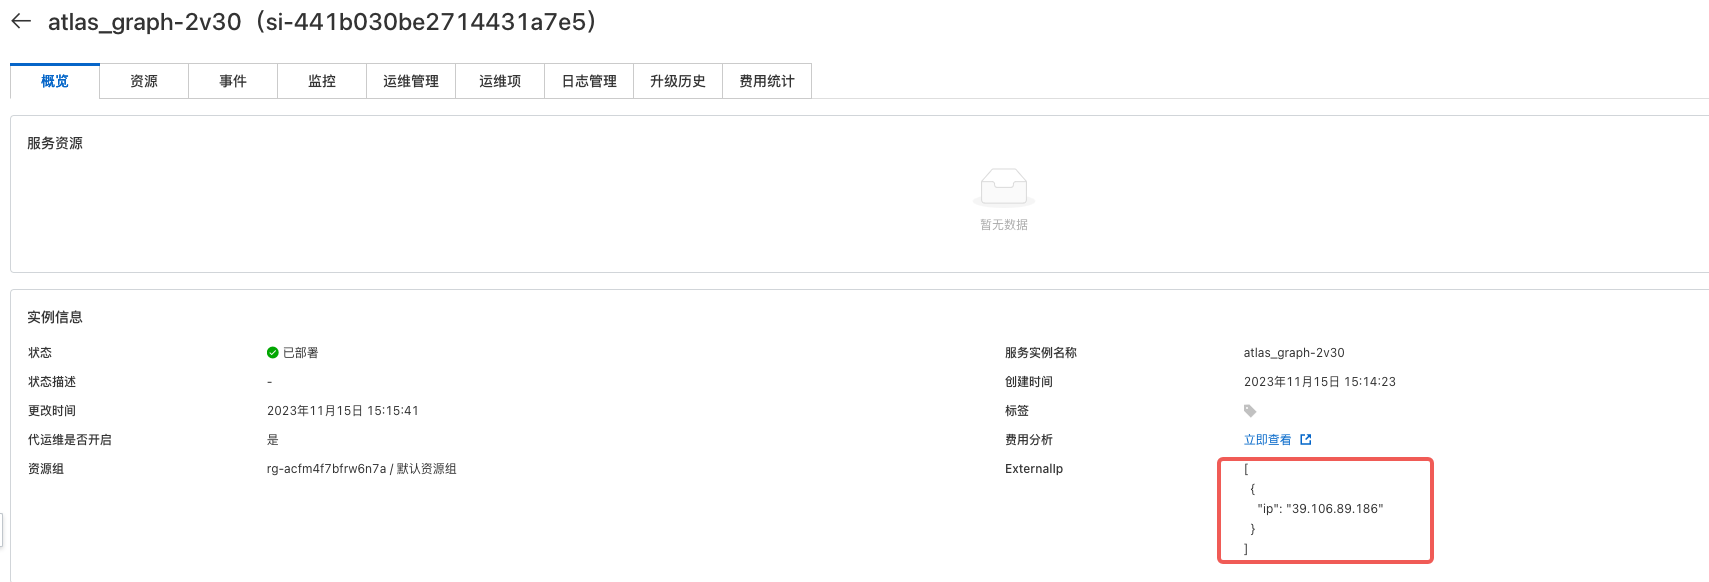 atlas_graph-2v30（si-441b030be2714431a7e5）
概览 资源 事件 监控 运维管理 运维项 日志管理 升级历史 费用统计
服务资源
暂无数据
实例信息
状态 已部署 服务实例名称 atlas_graph-2v30
状态描述 - 创建时间 2023年11月15日 15:14:23
更改时间 2023年11月15日 15:15:41 标签
代运维是否开启 是 费用分析 立即查看
资源组 rg-acfm4f7bfrw6n7a / 默认资源组 ExternalIp [
{
"ip": "39.106.89.186"
}
]